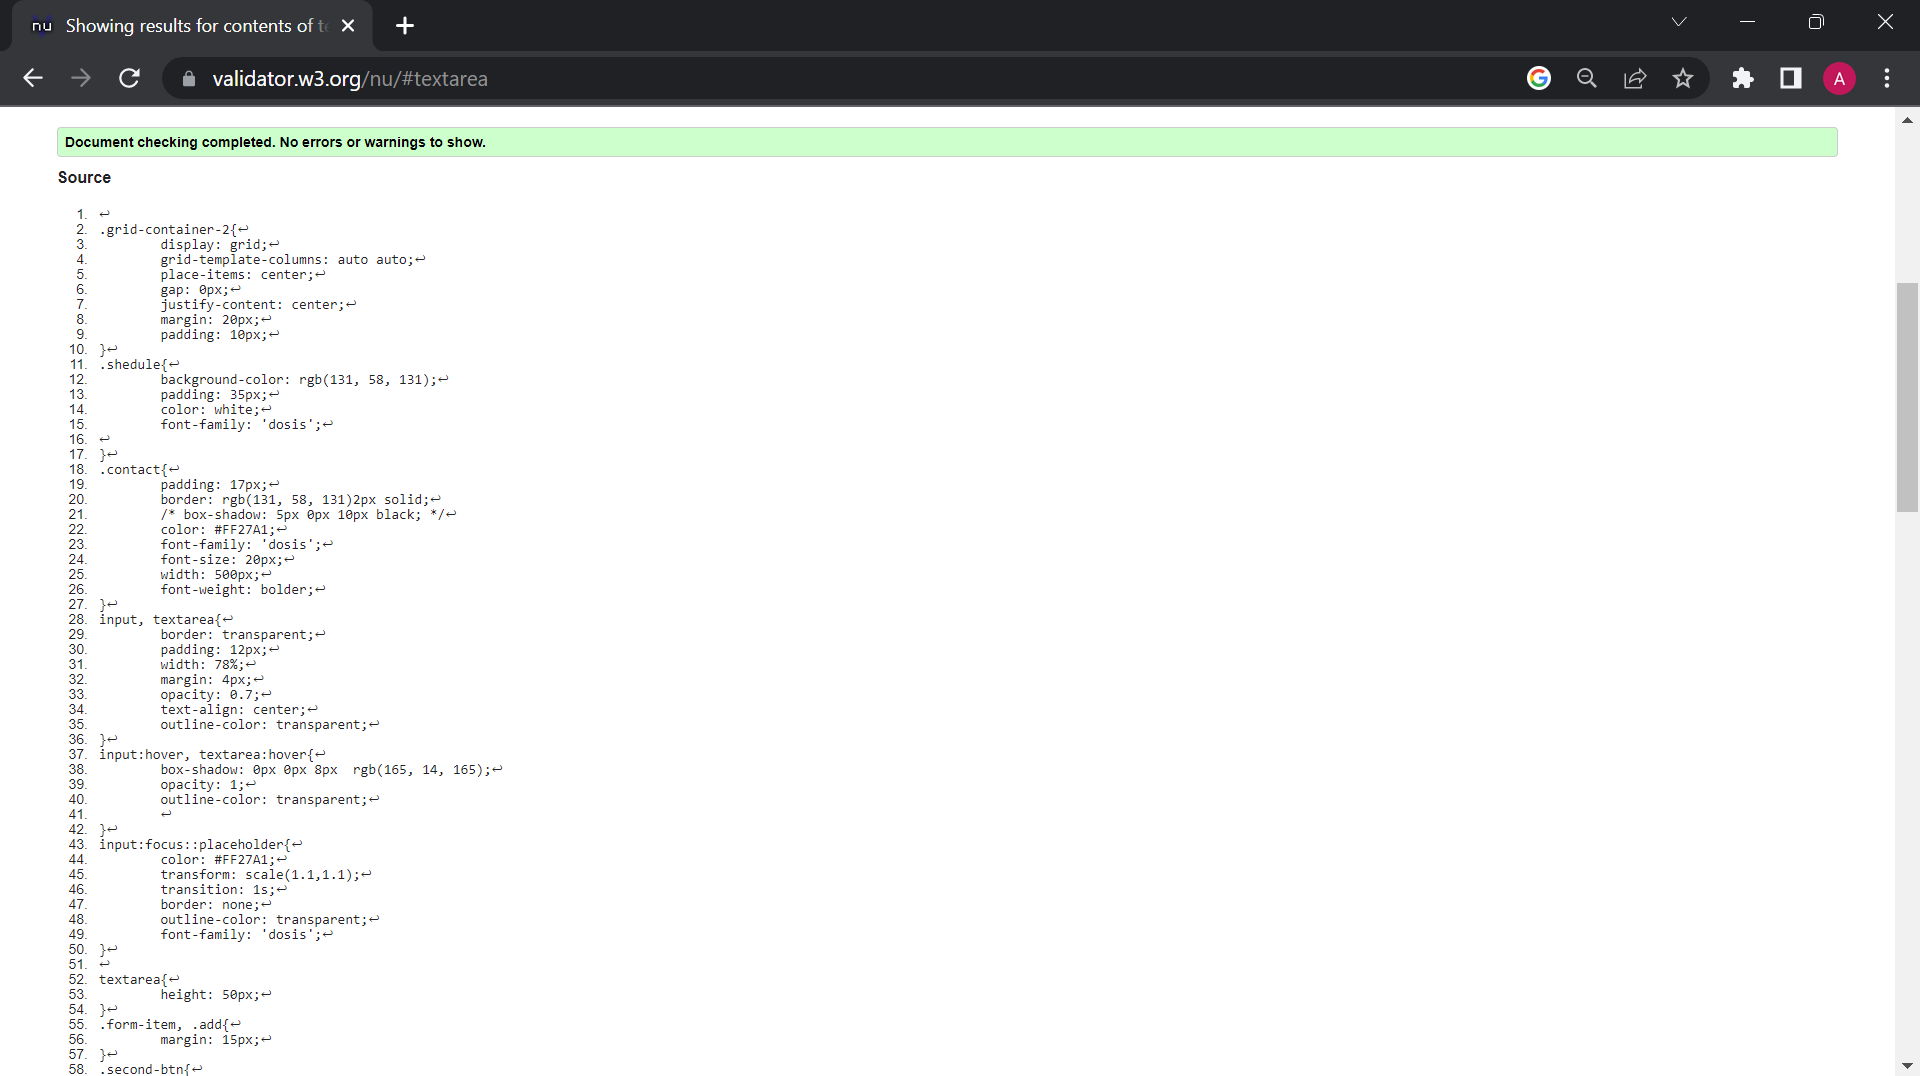 nu Showing results for contents of te
validator.w3.org/nu/#textarea
A
Document checking completed. No errors or warnings to show.
Source
1. ↩
2. .grid-container-2{↩
3. display: grid;↩
4. grid-template-columns: auto auto;↩
5. place-items: center;↩
6. gap: 0px;↩
7. justify-content: center;↩
8. margin: 20px;↩
9. padding: 10px;↩
10. }↩
11. .shedule{↩
12. background-color: rgb(131, 58, 131);↩
13. padding: 35px;↩
14. color: white;↩
15. font-family: 'dosis';↩
16. ↩
17. }↩
18. .contact{↩
19. padding: 17px;↩
20. border: rgb(131, 58, 131)2px solid;↩
21. /* box-shadow: 5px 0px 10px black; */↩
22. color: #FF27A1;↩
23. font-family: 'dosis';↩
24. font-size: 20px;↩
25. width: 500px;↩
26. font-weight: bolder;↩
27. }↩
28. input, textarea{↩
29. border: transparent;↩
30. padding: 12px;↩
31. width: 78%;↩
32. margin: 4px;↩
33. opacity: 0.7;↩
34. text-align: center;↩
35. outline-color: transparent;↩
36. }↩
37. input:hover, textarea:hover{↩
38. box-shadow: 0px 0px 8px  rgb(165, 14, 165);↩
39. opacity: 1;↩
40. outline-color: transparent;↩
41. ↩
42. }↩
43. input:focus::placeholder{↩
44. color: #FF27A1;↩
45. transform: scale(1.1,1.1);↩
46. transition: 1s;↩
47. border: none;↩
48. outline-color: transparent;↩
49. font-family: 'dosis';↩
50. }↩
51. ↩
52. textarea{↩
53. height: 50px;↩
54. }↩
55. .form-item, .add{↩
56. margin: 15px;↩
57. }↩
58. .second-btn{↩